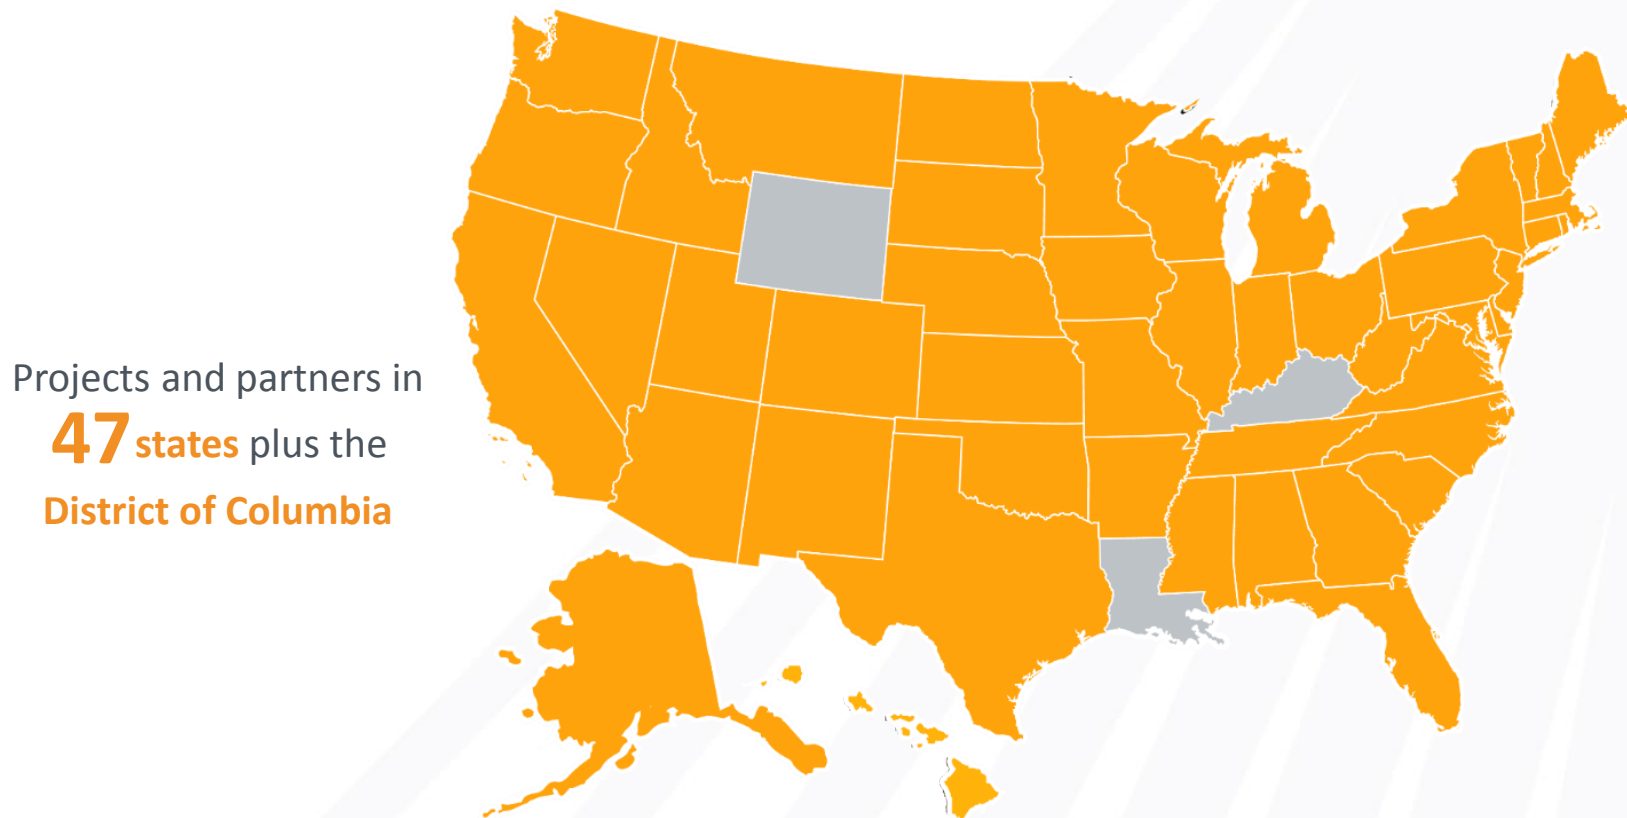 Projects and partners in
47 states plus the
District of Columbia